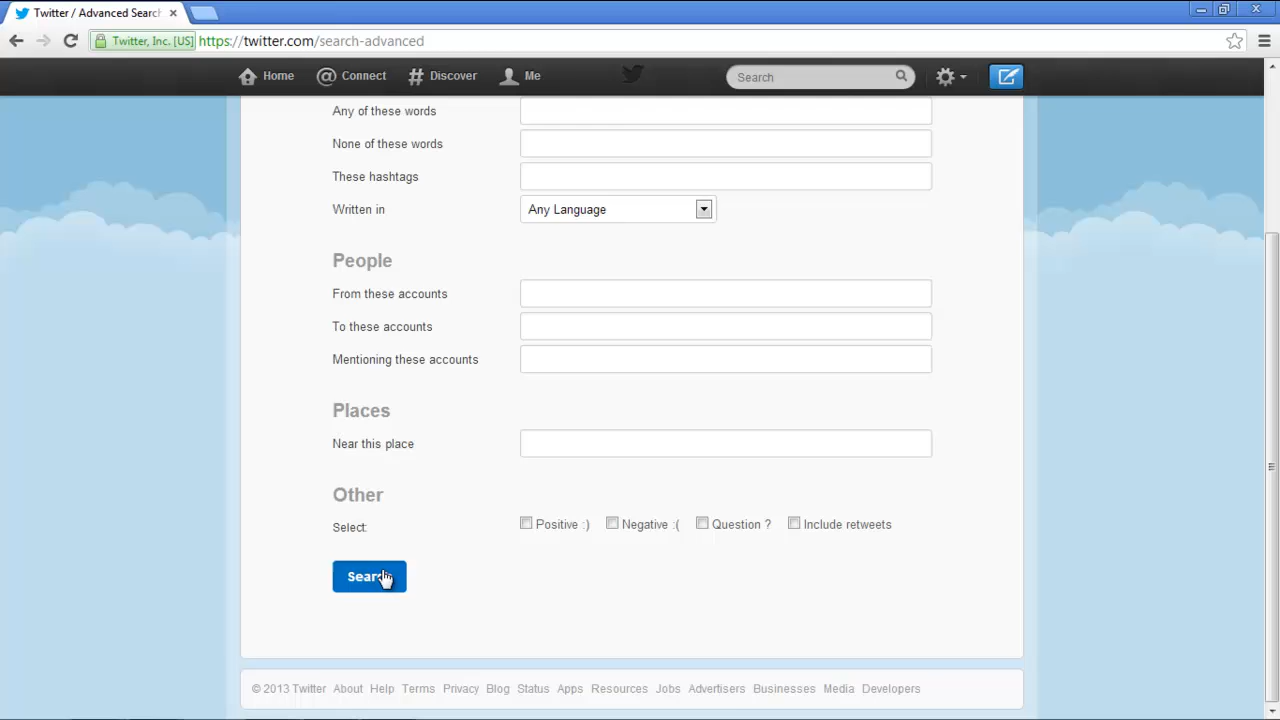 Twitter / Advanced Search
Twitter, Inc. [US] https://twitter.com/search-advanced
Home Connect Discover Me Search
Any of these words
None of these words
These hashtags
Written in Any Language
People
From these accounts
To these accounts
Mentioning these accounts
Places
Near this place
Other
Select: Positive :) Negative :( Question ? Include retweets
Search
© 2013 Twitter About Help Terms Privacy Blog Status Apps Resources Jobs Advertisers Businesses Media Developers